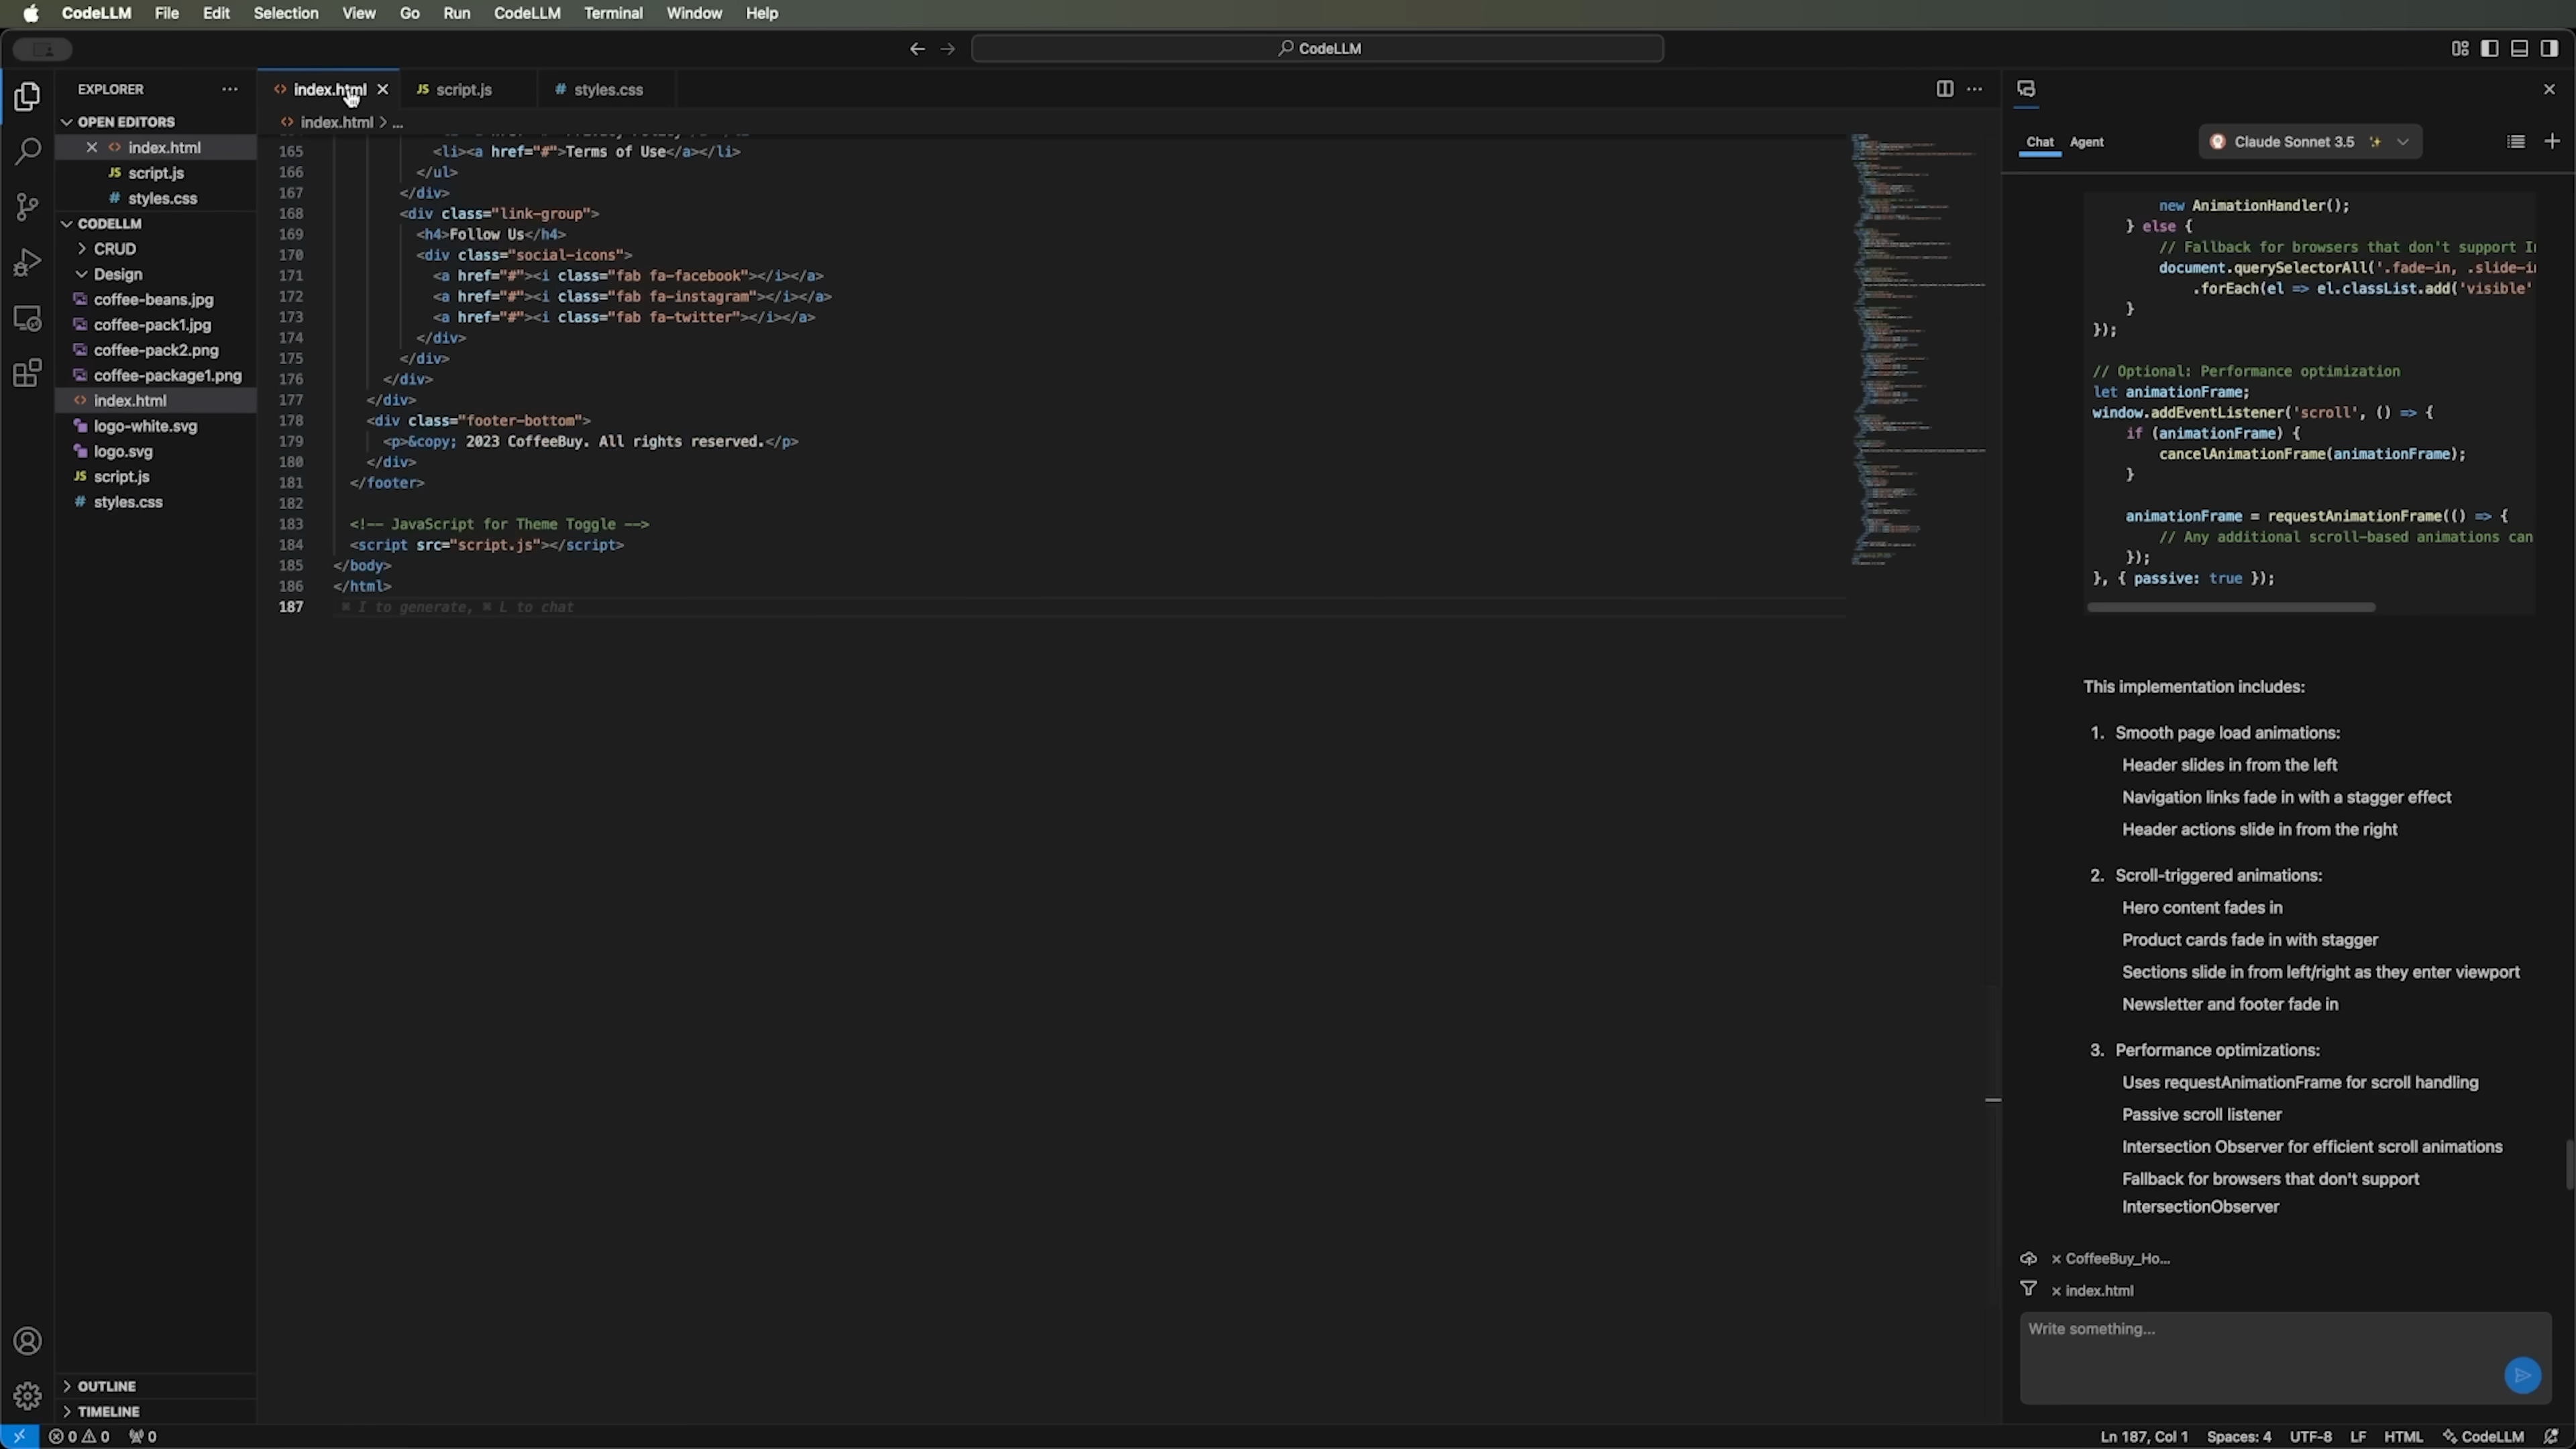 CodeLLM File Edit Selection View Go Run CodeLLM Terminal Window Help
CodeLLM
EXPLORER
OPEN EDITORS
index.html
script.js
styles.css
CODELLM
CRUD
Design
coffee-beans.jpg
coffee-pack1.jpg
coffee-pack2.png
coffee-package1.png
index.html
logo-white.svg
logo.svg
JS script.js
# styles.css
OUTLINE
TIMELINE
index.html
JS script.js
# styles.css
index.html > ...
165 <li><a href="#">Terms of Use</a></li>
166 </ul>
167 </div>
168 <div class="link-group">
169 <h4>Follow Us</h4>
170 <div class="social-icons">
171 <a href="#"><i class="fab fa-facebook"></i></a>
172 <a href="#"><i class="fab fa-instagram"></i></a>
173 <a href="#"><i class="fab fa-twitter"></i></a>
174 </div>
175 </div>
176 </div>
177 </div>
178 <div class="footer-bottom">
179 <p>&copy; 2023 CoffeeBuy. All rights reserved.</p>
180 </div>
181 </footer>
182
183 <!-- JavaScript for Theme Toggle -->
184 <script src="script.js"></script>
185 </body>
186 </html>
187 ⌘ I to generate, ⌘ L to chat
Chat Agent Claude Sonnet 3.5
new AnimationHandler();
} else {
// Fallback for browsers that don't support
document.querySelectorAll('.fade-in, .slide-i
.forEach(el => el.classList.add('visible'
}
});
// Optional: Performance optimization
let animationFrame;
window.addEventListener('scroll', () => {
if (animationFrame) {
cancelAnimationFrame(animationFrame);
}
animationFrame = requestAnimationFrame(() => {
// Any additional scroll-based animations can
});
}, { passive: true });
This implementation includes:
1. Smooth page load animations:
Header slides in from the left
Navigation links fade in with a stagger effect
Header actions slide in from the right
2. Scroll-triggered animations:
Hero content fades in
Product cards fade in with stagger
Sections slide in from left/right as they enter viewport
Newsletter and footer fade in
3. Performance optimizations:
Uses requestAnimationFrame for scroll handling
Passive scroll listener
Intersection Observer for efficient scroll animations
Fallback for browsers that don't support
IntersectionObserver
× CoffeeBuy_Ho...
× index.html
Write something...
0 0 0
Ln 187, Col 1 Spaces: 4 UTF-8 LF HTML CodeLLM